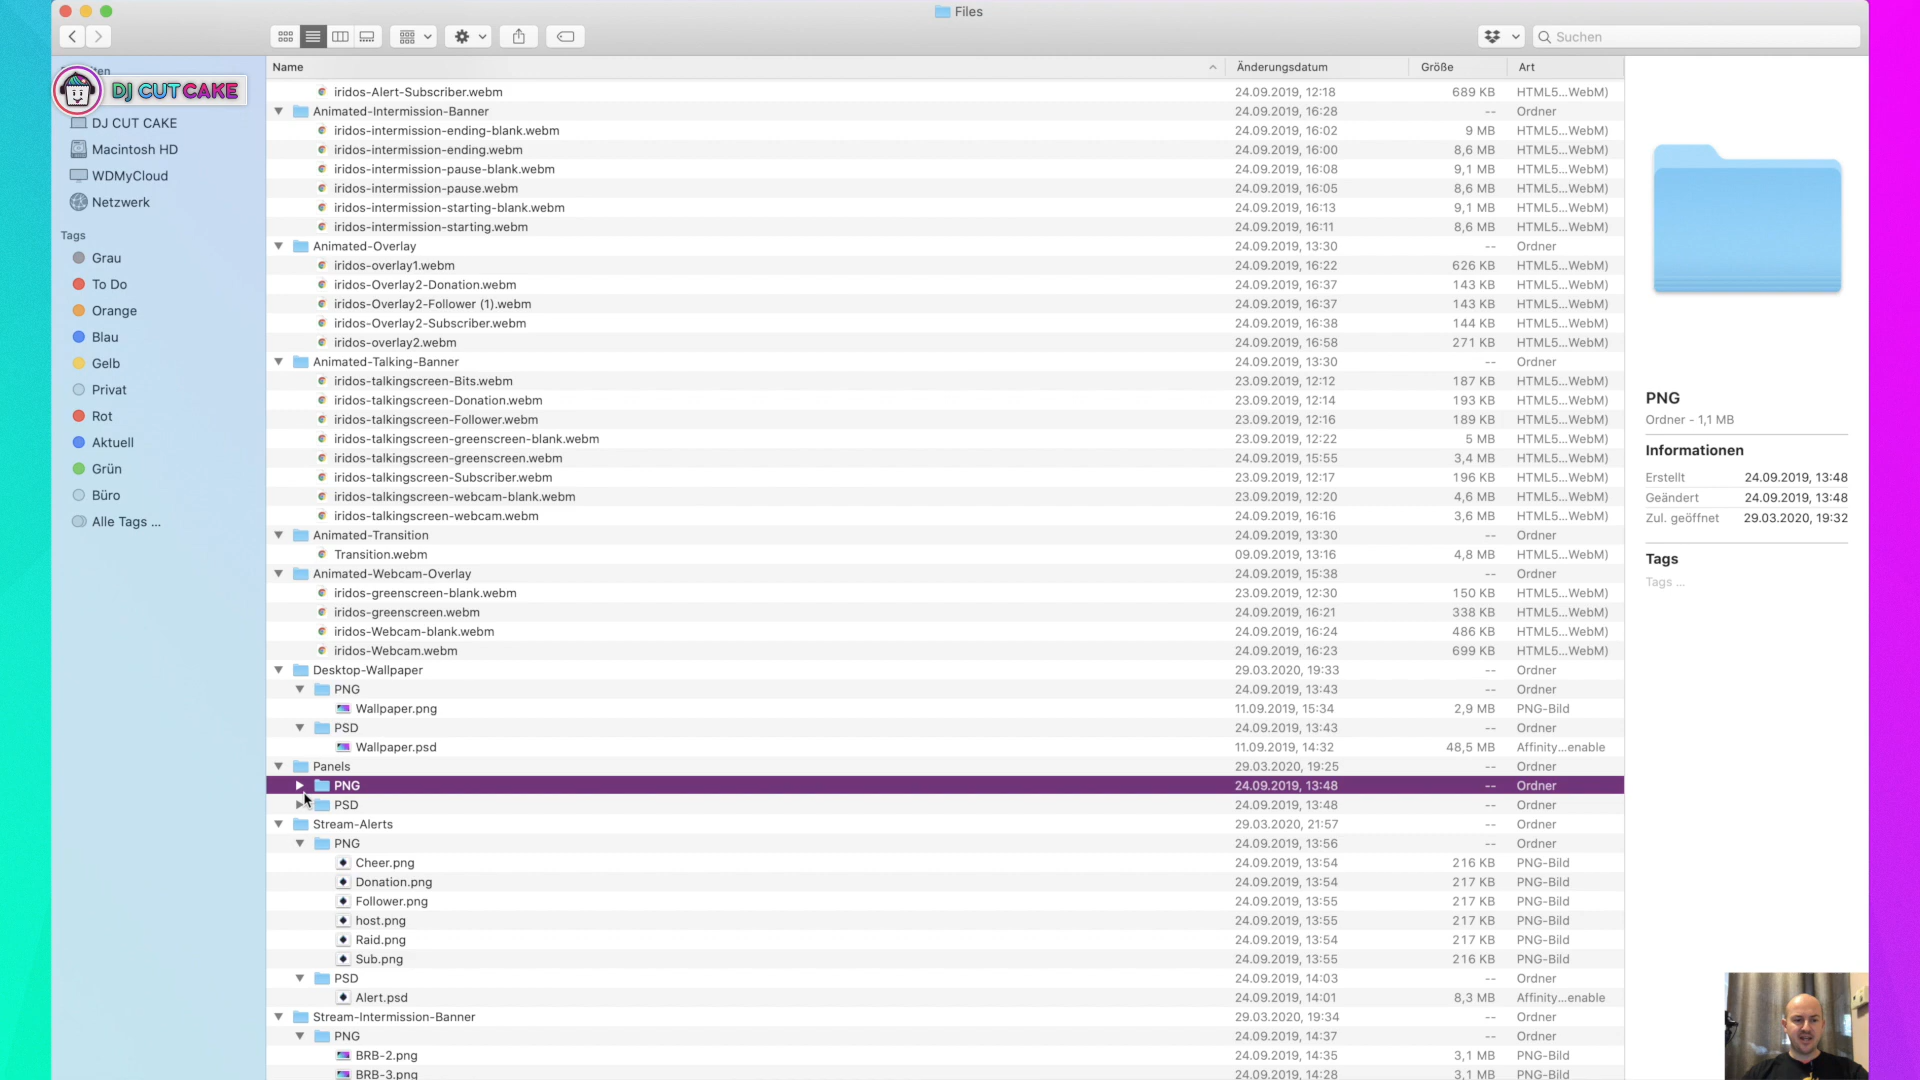 Files
Suchen
Name Änderungsdatum Größe Art
DJ CUT CAKE
DJ CUT CAKE
Macintosh HD
WDMyCloud
Netzwerk
Tags
Grau
To Do
Orange
Blau
Gelb
Privat
Rot
Aktuell
Grün
Büro
Alle Tags ...
iridos-Alert-Subscriber.webm 24.09.2019, 12:18 689 KB HTML5...WebM)
Animated-Intermission-Banner 24.09.2019, 16:28 -- Ordner
iridos-intermission-ending-blank.webm 24.09.2019, 16:02 9 MB HTML5...WebM)
iridos-intermission-ending.webm 24.09.2019, 16:00 8,6 MB HTML5...WebM)
iridos-intermission-pause-blank.webm 24.09.2019, 16:08 9,1 MB HTML5...WebM)
iridos-intermission-pause.webm 24.09.2019, 16:05 8,6 MB HTML5...WebM)
iridos-intermission-starting-blank.webm 24.09.2019, 16:13 9,1 MB HTML5...WebM)
iridos-intermission-starting.webm 24.09.2019, 16:11 8,6 MB HTML5...WebM)
Animated-Overlay 24.09.2019, 13:30 -- Ordner
iridos-overlay1.webm 24.09.2019, 16:22 626 KB HTML5...WebM)
iridos-Overlay2-Donation.webm 24.09.2019, 16:37 143 KB HTML5...WebM)
iridos-Overlay2-Follower (1).webm 24.09.2019, 16:37 143 KB HTML5...WebM)
iridos-Overlay2-Subscriber.webm 24.09.2019, 16:38 144 KB HTML5...WebM)
iridos-overlay2.webm 24.09.2019, 16:58 271 KB HTML5...WebM)
Animated-Talking-Banner 24.09.2019, 13:30 -- Ordner
iridos-talkingscreen-Bits.webm 23.09.2019, 12:12 187 KB HTML5...WebM)
iridos-talkingscreen-Donation.webm 23.09.2019, 12:14 193 KB HTML5...WebM)
iridos-talkingscreen-Follower.webm 23.09.2019, 12:16 189 KB HTML5...WebM)
iridos-talkingscreen-greenscreen-blank.webm 23.09.2019, 12:22 5 MB HTML5...WebM)
iridos-talkingscreen-greenscreen.webm 24.09.2019, 15:55 3,4 MB HTML5...WebM)
iridos-talkingscreen-Subscriber.webm 23.09.2019, 12:17 196 KB HTML5...WebM)
iridos-talkingscreen-webcam-blank.webm 23.09.2019, 12:20 4,6 MB HTML5...WebM)
iridos-talkingscreen-webcam.webm 24.09.2019, 16:16 3,6 MB HTML5...WebM)
Animated-Transition 24.09.2019, 13:30 -- Ordner
Transition.webm 09.09.2019, 13:16 4,8 MB HTML5...WebM)
Animated-Webcam-Overlay 24.09.2019, 15:38 -- Ordner
iridos-greenscreen-blank.webm 23.09.2019, 12:30 150 KB HTML5...WebM)
iridos-greenscreen.webm 24.09.2019, 16:21 338 KB HTML5...WebM)
iridos-Webcam-blank.webm 24.09.2019, 16:24 486 KB HTML5...WebM)
iridos-Webcam.webm 24.09.2019, 16:23 699 KB HTML5...WebM)
Desktop-Wallpaper 29.03.2020, 19:33 -- Ordner
PNG 24.09.2019, 13:43 -- Ordner
Wallpaper.png 11.09.2019, 15:34 2,9 MB PNG-Bild
PSD 24.09.2019, 13:43 -- Ordner
Wallpaper.psd 11.09.2019, 14:32 48,5 MB Affinity...enable
Panels 29.03.2020, 19:25 -- Ordner
PNG 24.09.2019, 13:48 -- Ordner
PSD 24.09.2019, 13:48 -- Ordner
Stream-Alerts 29.03.2020, 21:57 -- Ordner
PNG 24.09.2019, 13:56 -- Ordner
Cheer.png 24.09.2019, 13:54 216 KB PNG-Bild
Donation.png 24.09.2019, 13:54 217 KB PNG-Bild
Follower.png 24.09.2019, 13:55 217 KB PNG-Bild
host.png 24.09.2019, 13:55 217 KB PNG-Bild
Raid.png 24.09.2019, 13:54 217 KB PNG-Bild
Sub.png 24.09.2019, 13:55 216 KB PNG-Bild
PSD 24.09.2019, 14:03 -- Ordner
Alert.psd 24.09.2019, 14:01 8,3 MB Affinity...enable
Stream-Intermission-Banner 29.03.2020, 19:34 -- Ordner
PNG 24.09.2019, 14:37 -- Ordner
BRB-2.png 24.09.2019, 14:35 3,1 MB PNG-Bild
BRB-3.png 24.09.2019, 14:28 3,1 MB PNG-Bild
PNG
Ordner - 1,1 MB
Informationen
Erstellt 24.09.2019, 13:48
Geändert 24.09.2019, 13:48
Zul. geöffnet 29.03.2020, 19:32
Tags
Tags ...